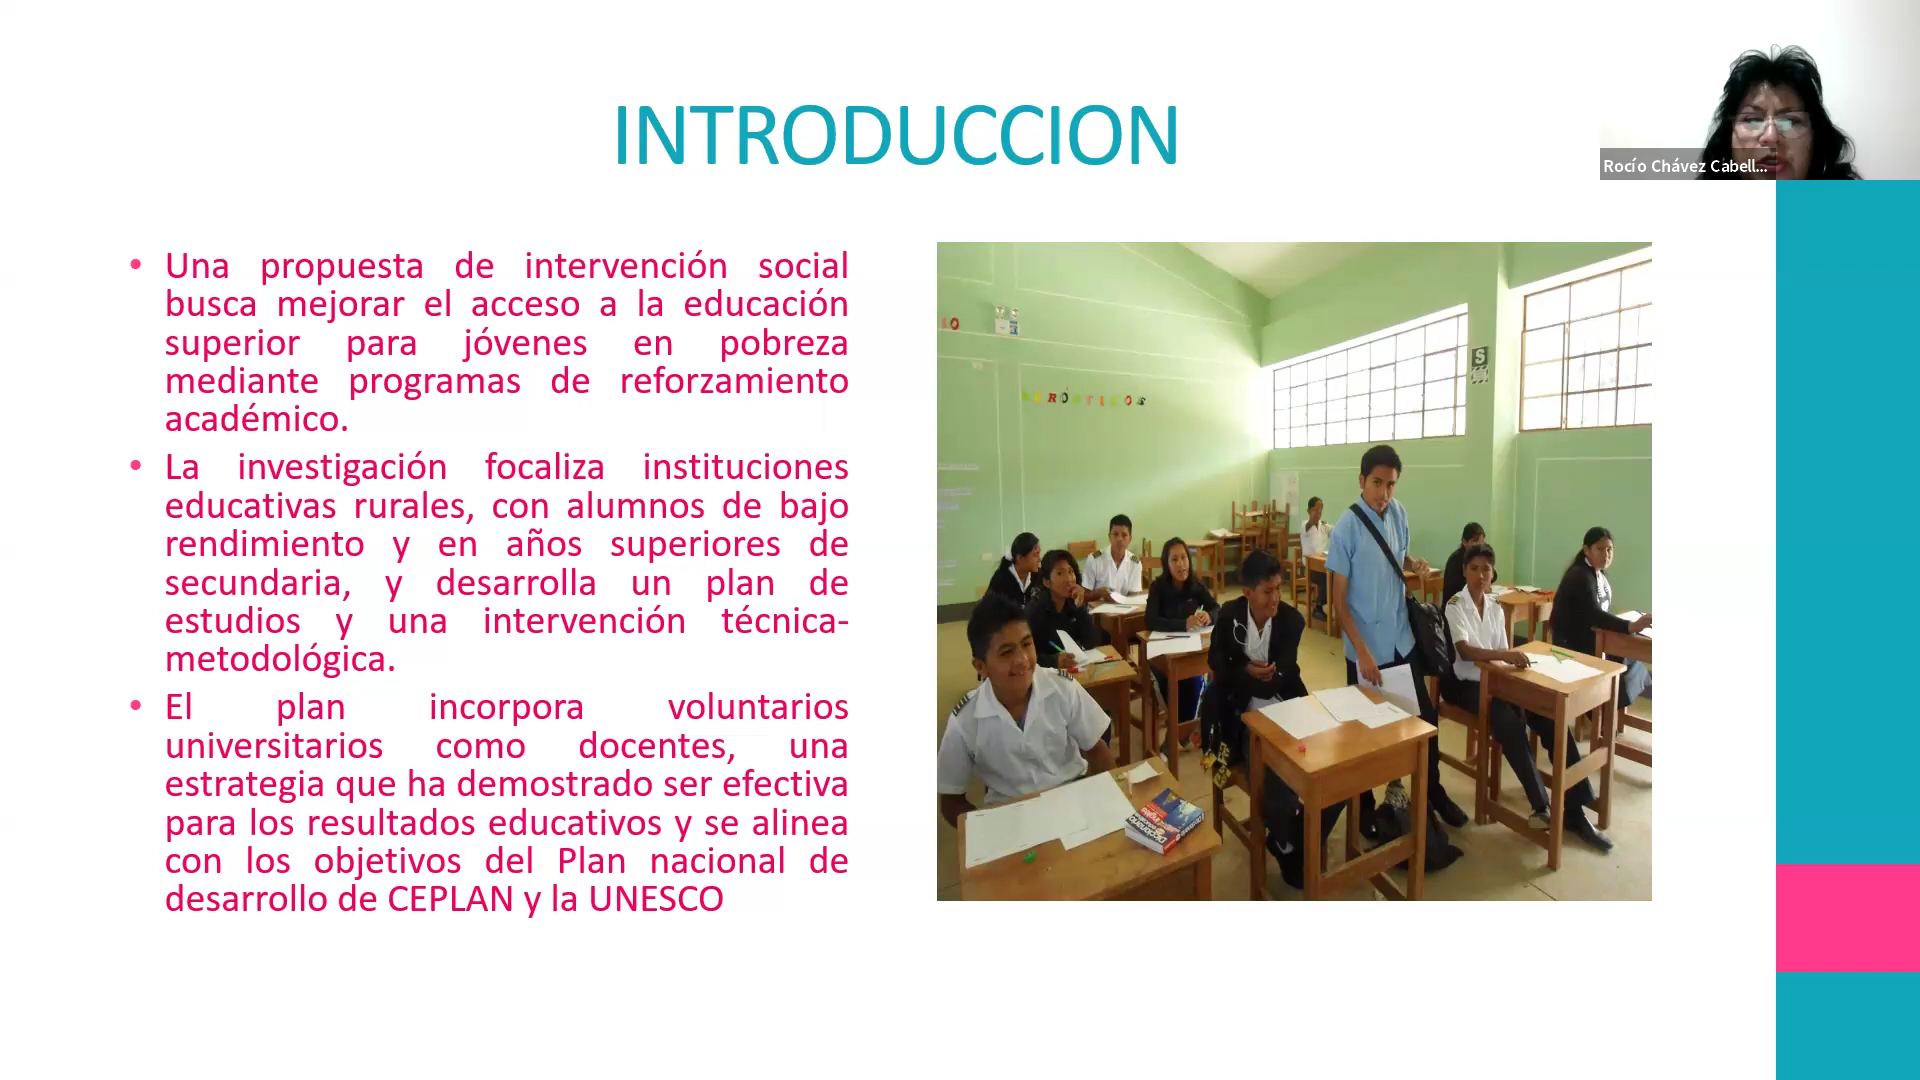 INTRODUCCION
Rocío Chávez Cabell...
• Una propuesta de intervención social
busca mejorar el acceso a la educación
superior para jóvenes en pobreza
mediante programas de reforzamiento
académico.
• La investigación focaliza instituciones
educativas rurales, con alumnos de bajo
rendimiento y en años superiores de
secundaria, y desarrolla un plan de
estudios y una intervención técnica-
metodológica.
• El plan incorpora voluntarios
universitarios como docentes, una
estrategia que ha demostrado ser efectiva
para los resultados educativos y se alinea
con los objetivos del Plan nacional de
desarrollo de CEPLAN y la UNESCO
S